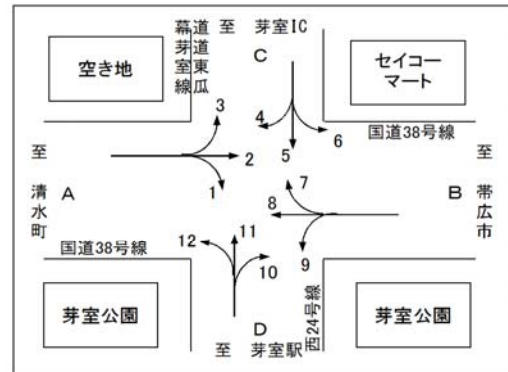 幕道
芽道
室東
線瓜
至 芽室IC
C
空き地
セイコー
マート
3
4
5
6
国道38号線
至 清水町
A
2
1
7
8
B
至 帯広市
国道38号線
12
11
10
9
西24号線
芽室公園
D
芽室公園
至 芽室駅